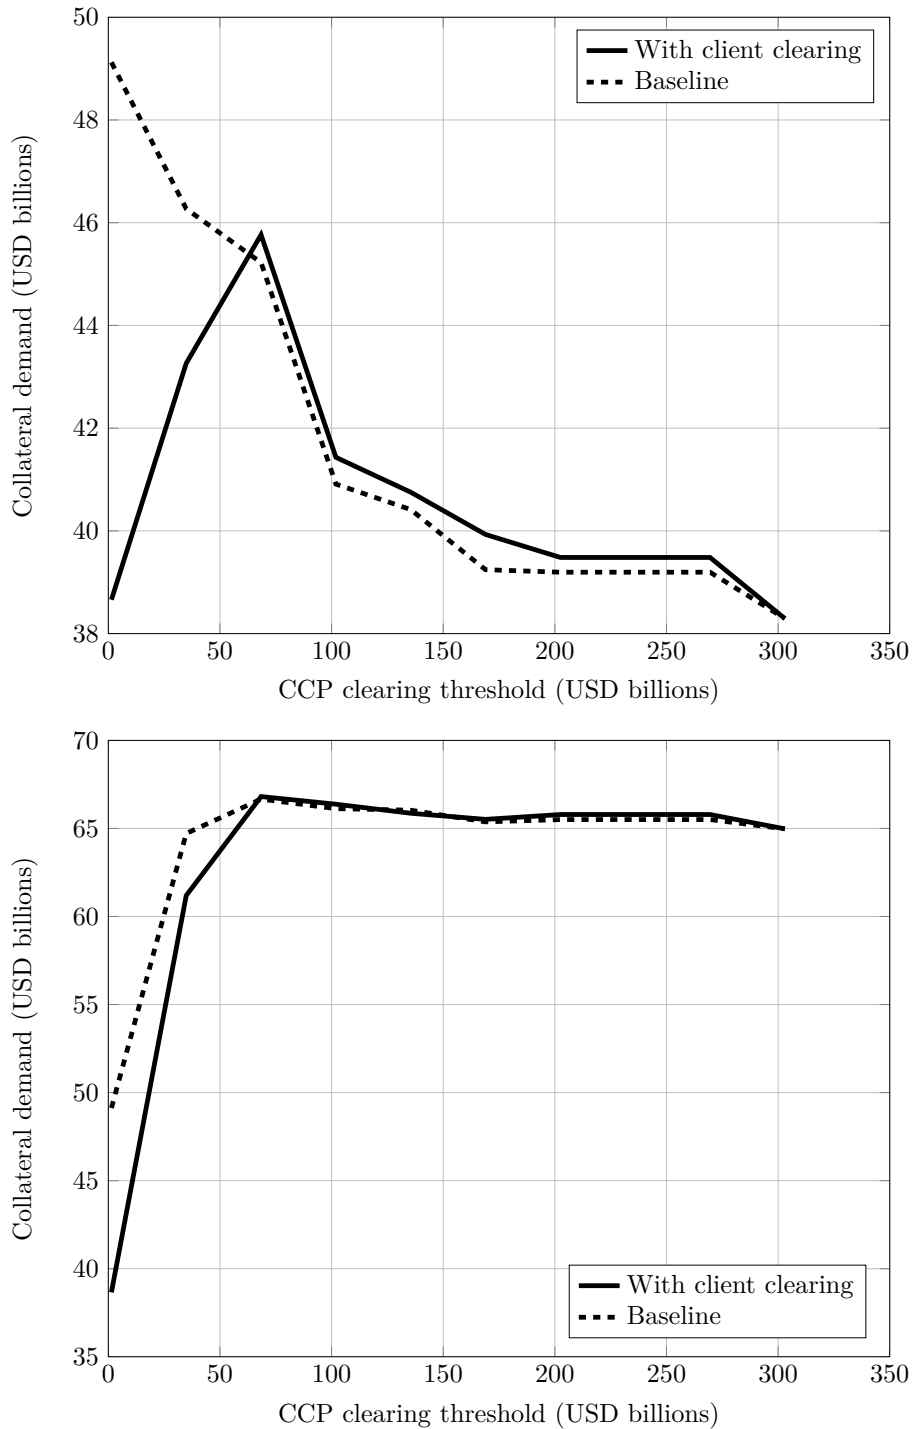 50
48
46
44
42
40
38
0 50 100 150 200 250 300 350
Collateral demand (USD billions)
CCP clearing threshold (USD billions)
With client clearing
Baseline
70
65
60
55
50
45
40
35
0 50 100 150 200 250 300 350
Collateral demand (USD billions)
CCP clearing threshold (USD billions)
With client clearing
Baseline